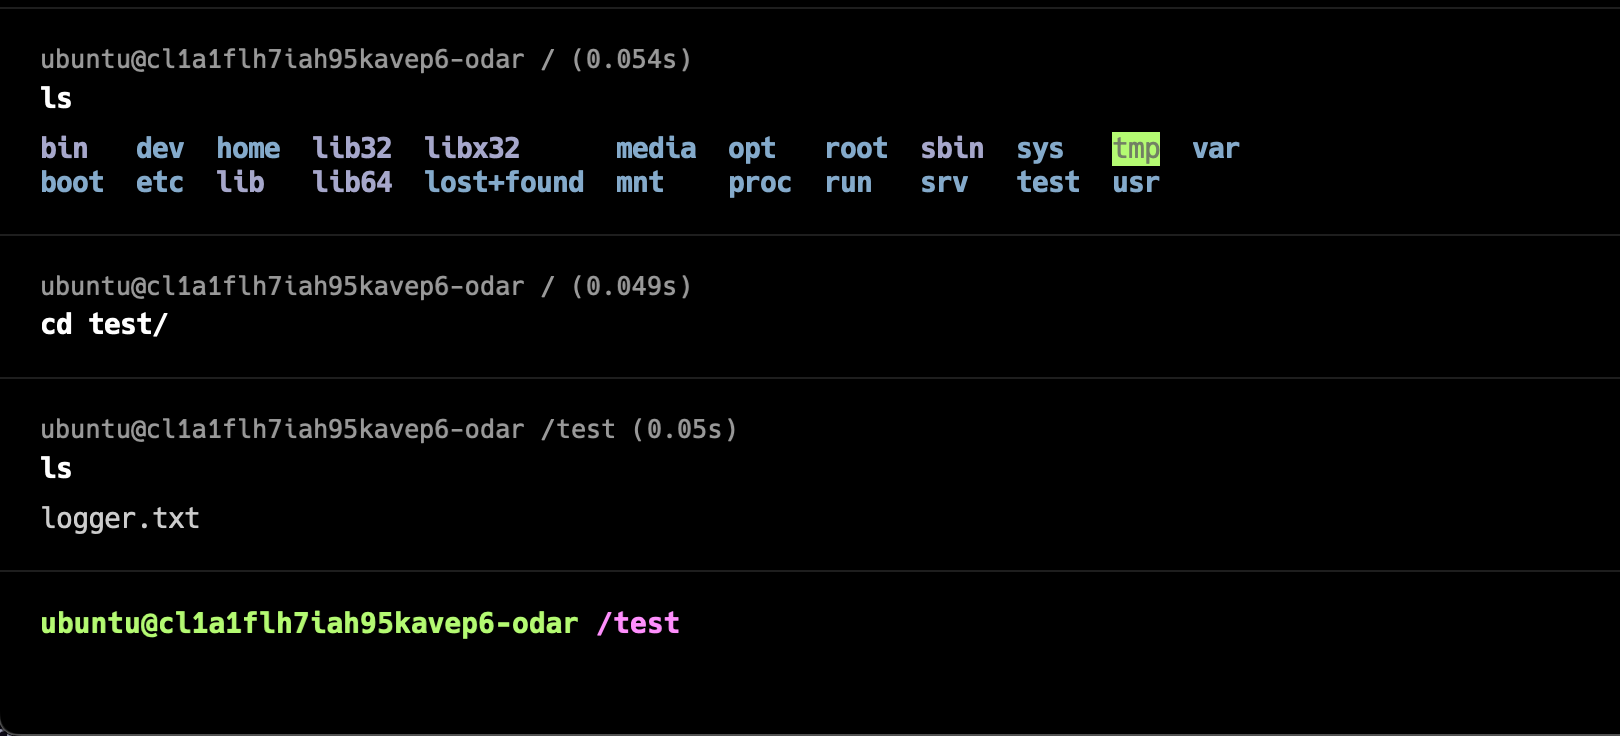 ubuntu@cl1a1flh7iah95kavep6-odar / (0.054s)
ls
bin dev home lib32 libx32 media opt root sbin sys tmp var
boot etc lib lib64 lost+found mnt proc run srv test usr
ubuntu@cl1a1flh7iah95kavep6-odar / (0.049s)
cd test/
ubuntu@cl1a1flh7iah95kavep6-odar /test (0.05s)
ls
logger.txt
ubuntu@cl1a1flh7iah95kavep6-odar /test